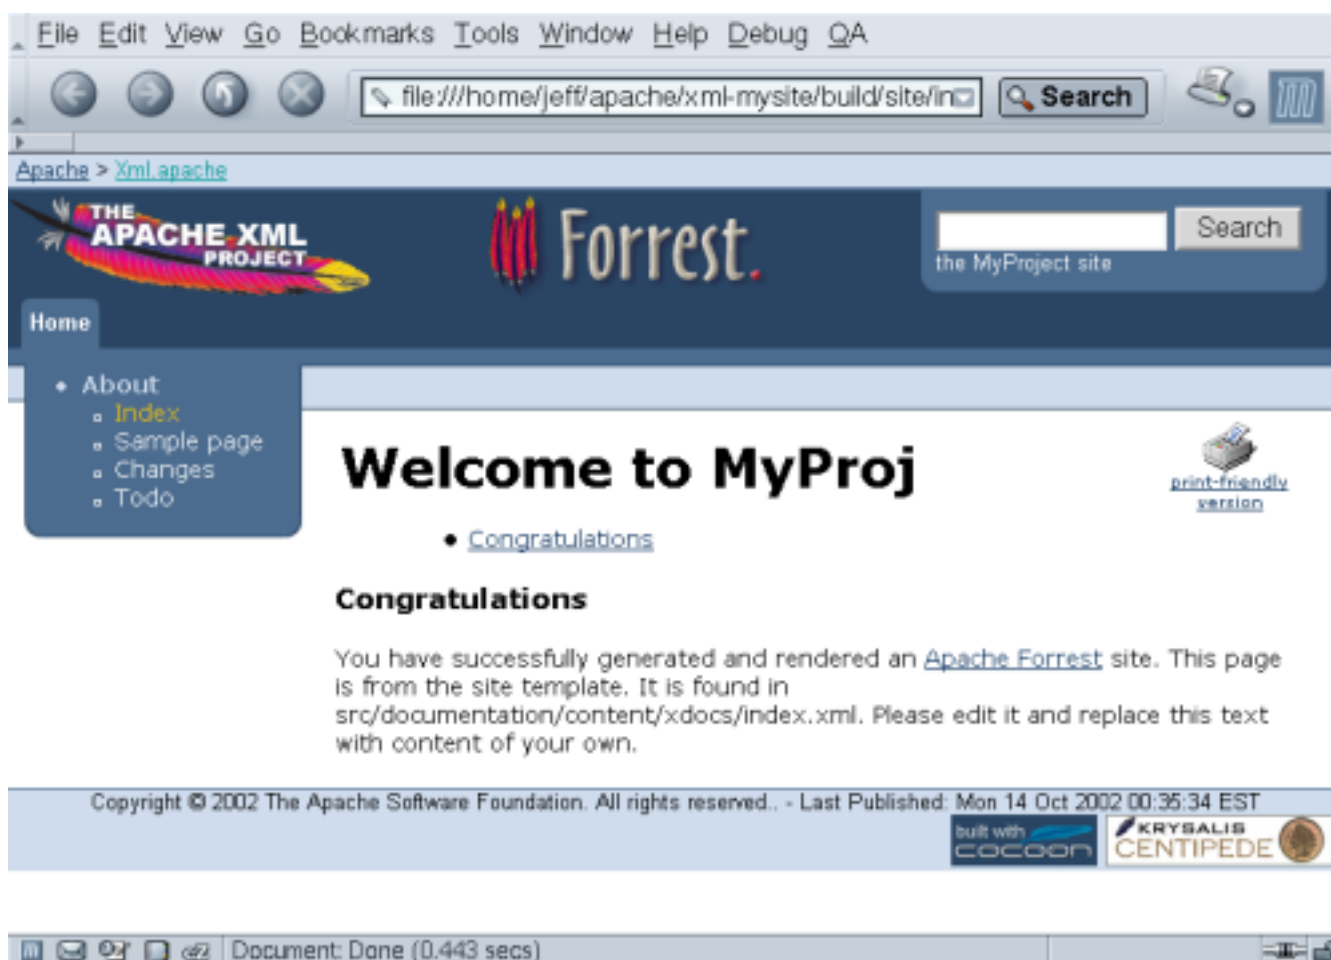 File Edit View Go Bookmarks Tools Window Help Debug QA
file:///home/jeff/apache/xml-mysite/build/site/in Search
Apache > Xml.apache
THE
APACHE XML
PROJECT
Forrest.
Search
the MyProject site
Home
About
Index
Sample page
Changes
Todo
Welcome to MyProj
print-friendly
version
Congratulations
Congratulations
You have successfully generated and rendered an Apache Forrest site. This page
is from the site template. It is found in
src/documentation/content/xdocs/index.xml. Please edit it and replace this text
with content of your own.
Copyright © 2002 The Apache Software Foundation. All rights reserved.. - Last Published: Mon 14 Oct 2002 00:35:34 EST
built with
cocoon
KRYSALIS
CENTIPEDE
Document: Done (0.443 secs)